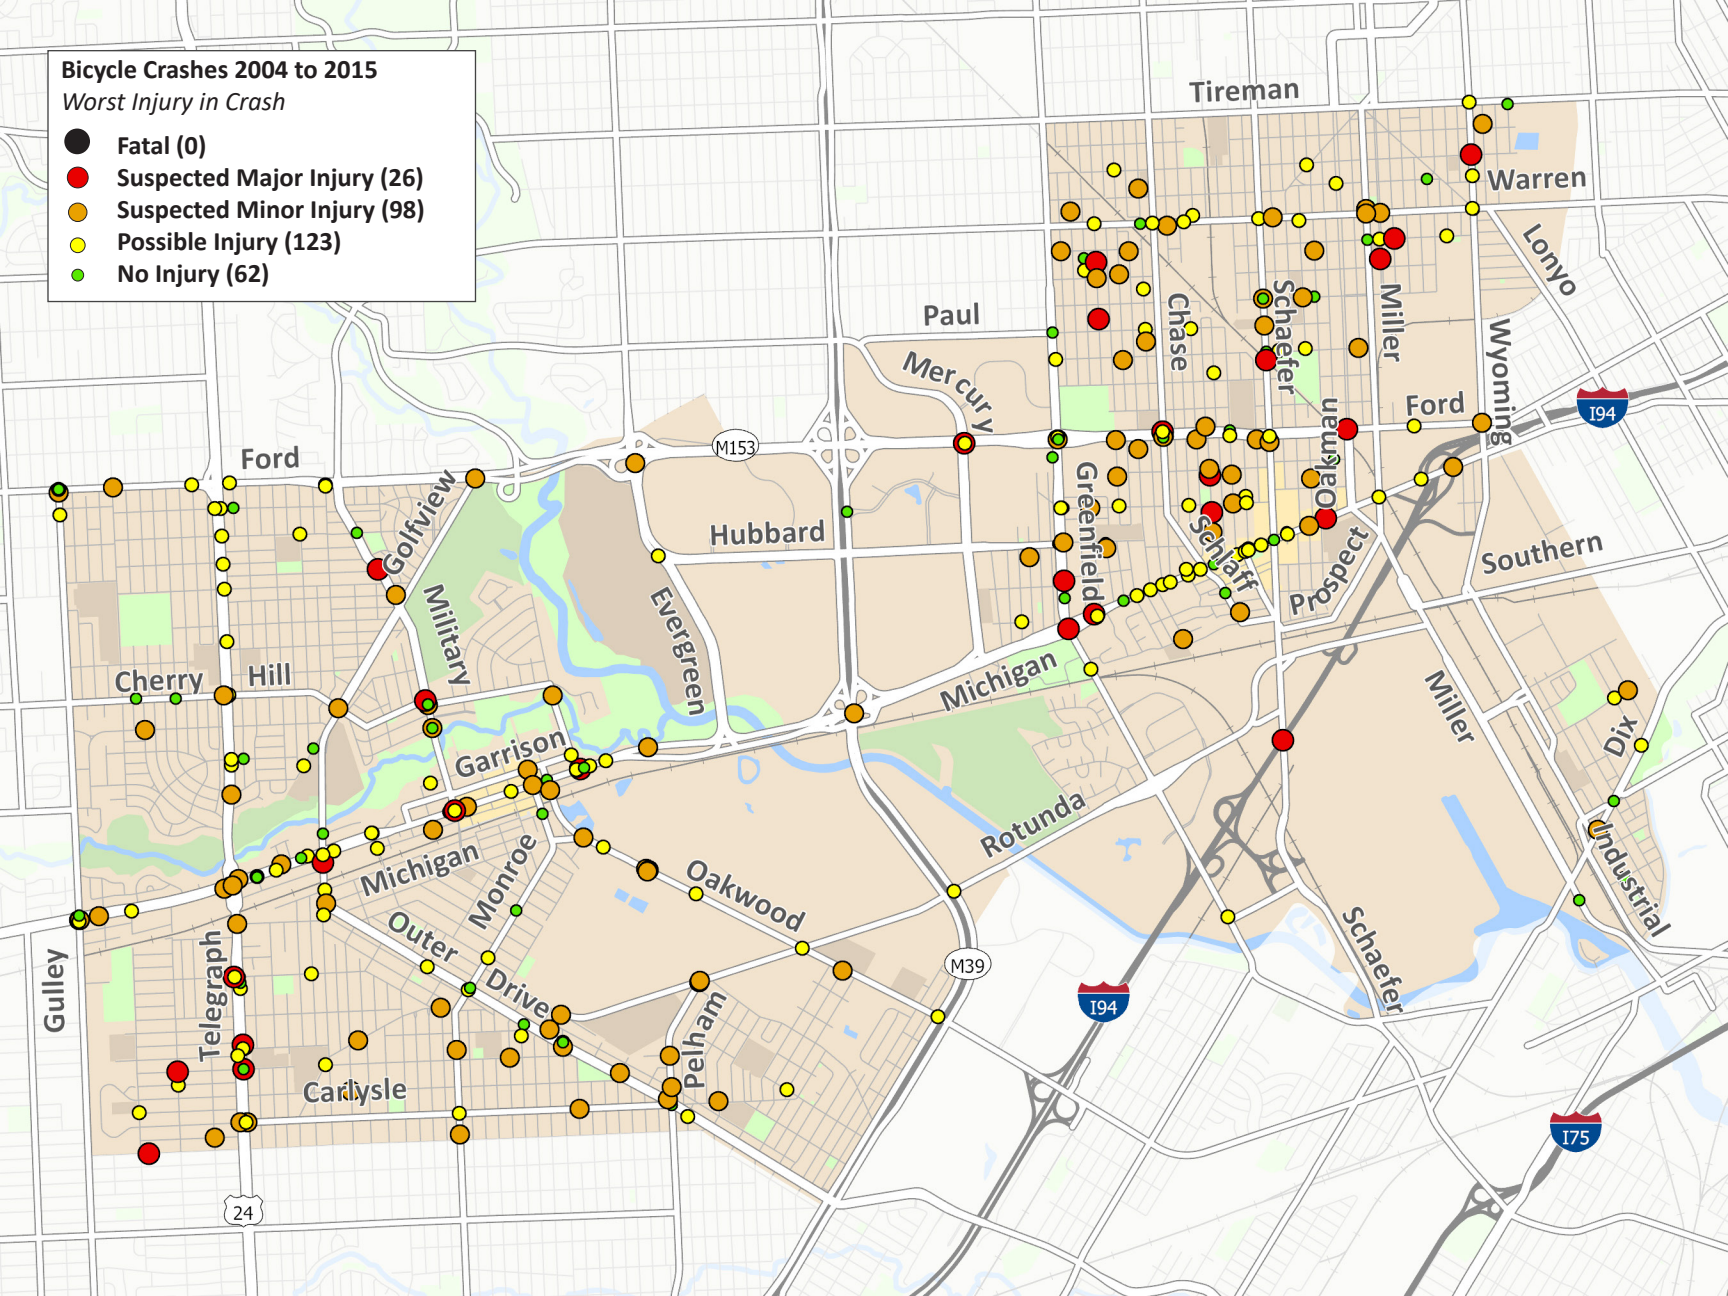 Bicycle Crashes 2004 to 2015
Worst Injury in Crash
Fatal (0)
Suspected Major Injury (26)
Suspected Minor Injury (98)
Possible Injury (123)
No Injury (62)
Tireman
Warren
Lonyo
Paul
Mercury
Chase
Schaefer
Miller
Wyoming
Ford
I94
M153
Ford
Golfview
Hubbard
Greenfield
Oakman
Schlaff
Prospect
Southern
Military
Evergreen
Cherry Hill
Michigan
Miller
Dix
Garrison
Rotunda
Michigan
Monroe
Oakwood
Industrial
Outer Drive
Schaefer
Gulley
Telegraph
M39
I94
Pelham
Carlysle
I75
24